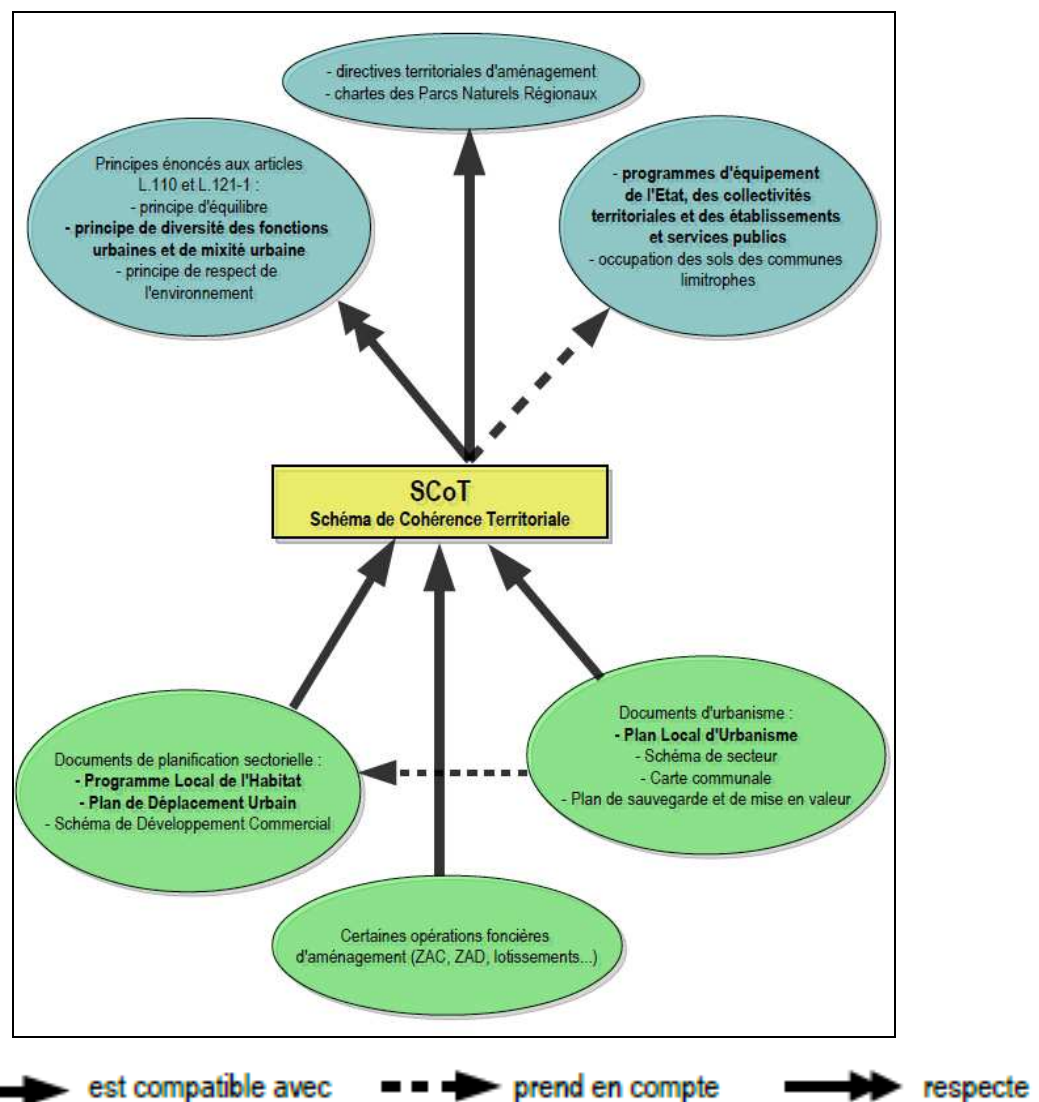 - directives territoriales d'aménagement
- chartes des Parcs Naturels Régionaux
Principes énoncés aux articles
L.110 et L.121-1 :
- principe d'équilibre
- principe de diversité des fonctions
urbaines et de mixité urbaine
- principe de respect de
l'environnement
- programmes d'équipement
de l'Etat, des collectivités
territoriales et des établissements
et services publics
- occupation des sols des communes
limitrophes
SCoT
Schéma de Cohérence Territoriale
Documents de planification sectorielle :
- Programme Local de l'Habitat
- Plan de Déplacement Urbain
- Schéma de Développement Commercial
Documents d'urbanisme :
- Plan Local d'Urbanisme
- Schéma de secteur
- Carte communale
- Plan de sauvegarde et de mise en valeur
Certaines opérations foncières
d'aménagement (ZAC, ZAD, lotissements...)
est compatible avec
prend en compte
respecte